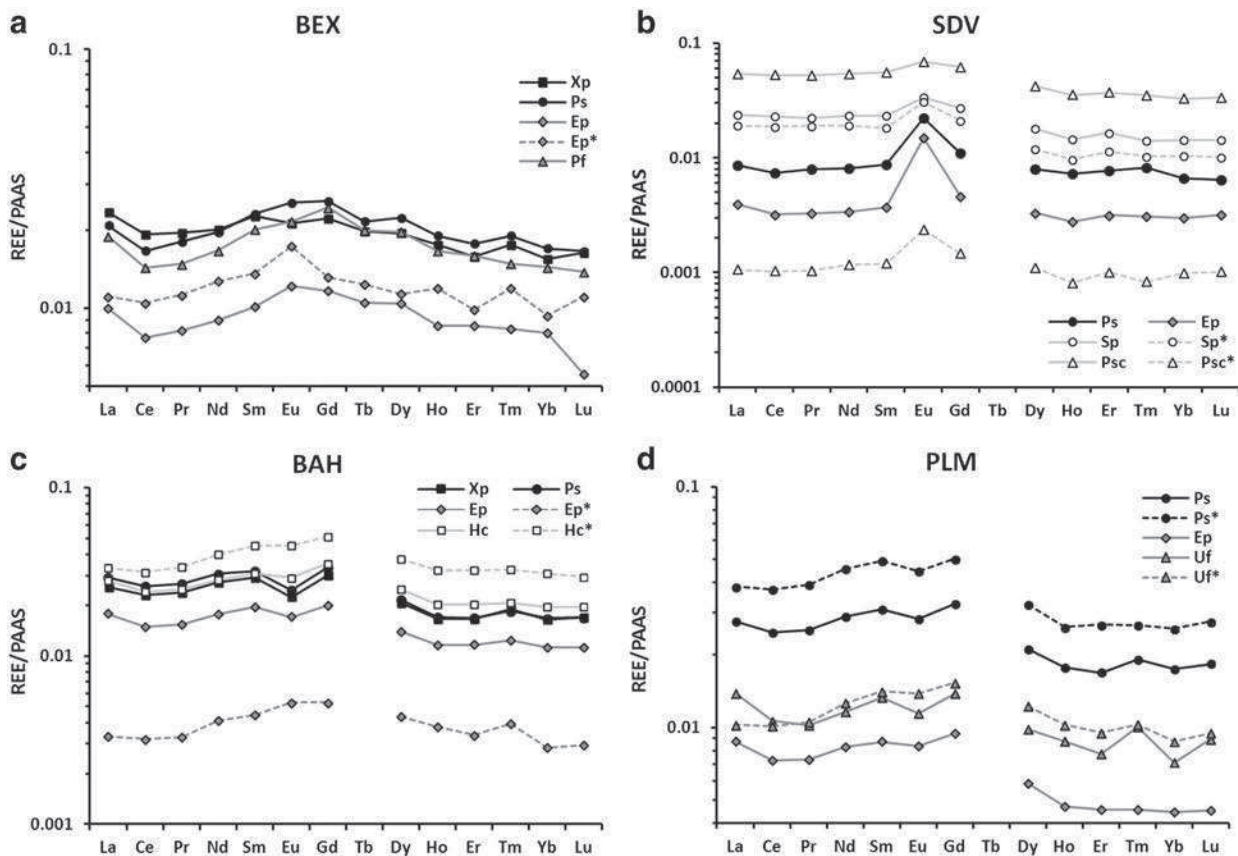 a BEX
0.1
Xp
Ps
Ep
Ep*
Pf
REE/PAAS
0.01
La Ce Pr Nd Sm Eu Gd Tb Dy Ho Er Tm Yb Lu
b SDV
0.1
0.01
REE/PAAS
0.001
Ps Ep
Sp Sp*
Psc Psc*
0.0001
La Ce Pr Nd Sm Eu Gd Tb Dy Ho Er Tm Yb Lu
c BAH
0.1
Xp Ps
Ep Ep*
Hc Hc*
REE/PAAS
0.01
0.001
La Ce Pr Nd Sm Eu Gd Tb Dy Ho Er Tm Yb Lu
d PLM
0.1
Ps
Ps*
Ep
Uf
Uf*
REE/PAAS
0.01
La Ce Pr Nd Sm Eu Gd Tb Dy Ho Er Tm Yb Lu